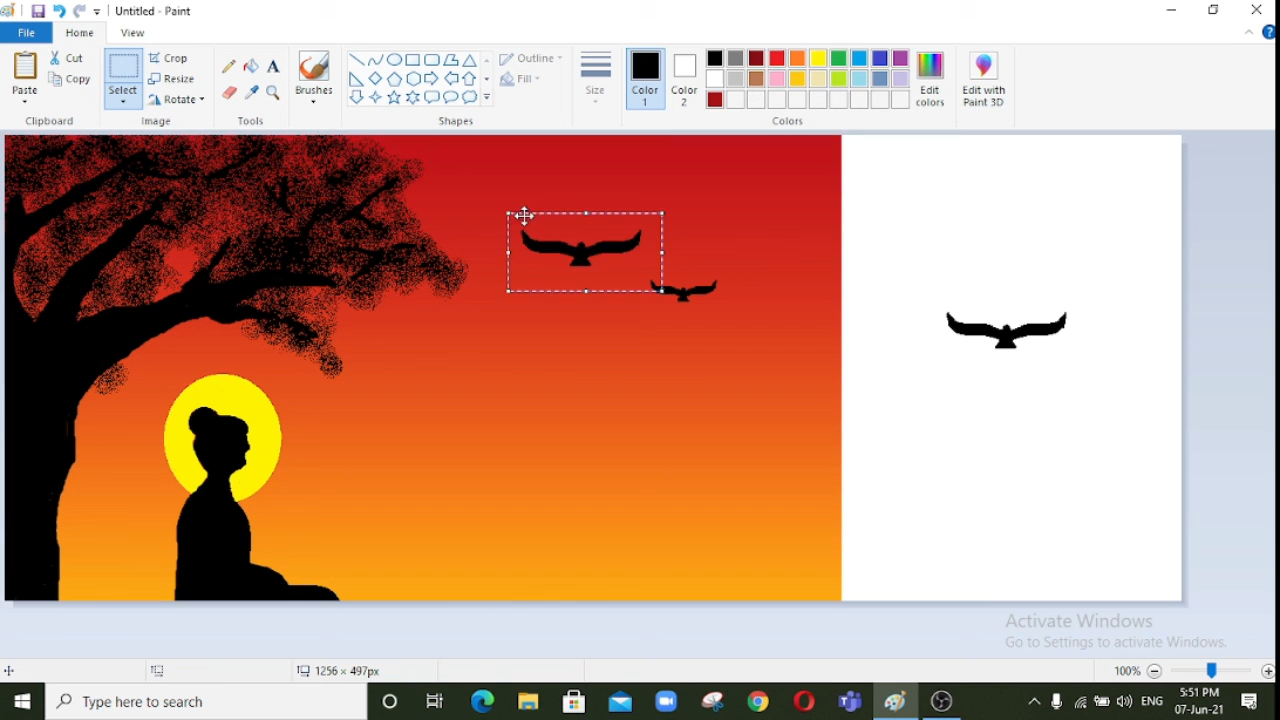 Untitled - Paint
File
Home
View
Paste
Cut
Copy
Clipboard
Select
Crop
Resize
Rotate
Image
A
Tools
Brushes
Shapes
Outline
Fill
Size
Color
1
Color
2
Edit
colors
Colors
Edit with
Paint 3D
Activate Windows
Go to Settings to activate Windows.
1256 × 497px
100%
Type here to search
ENG
5:51 PM
07-Jun-21